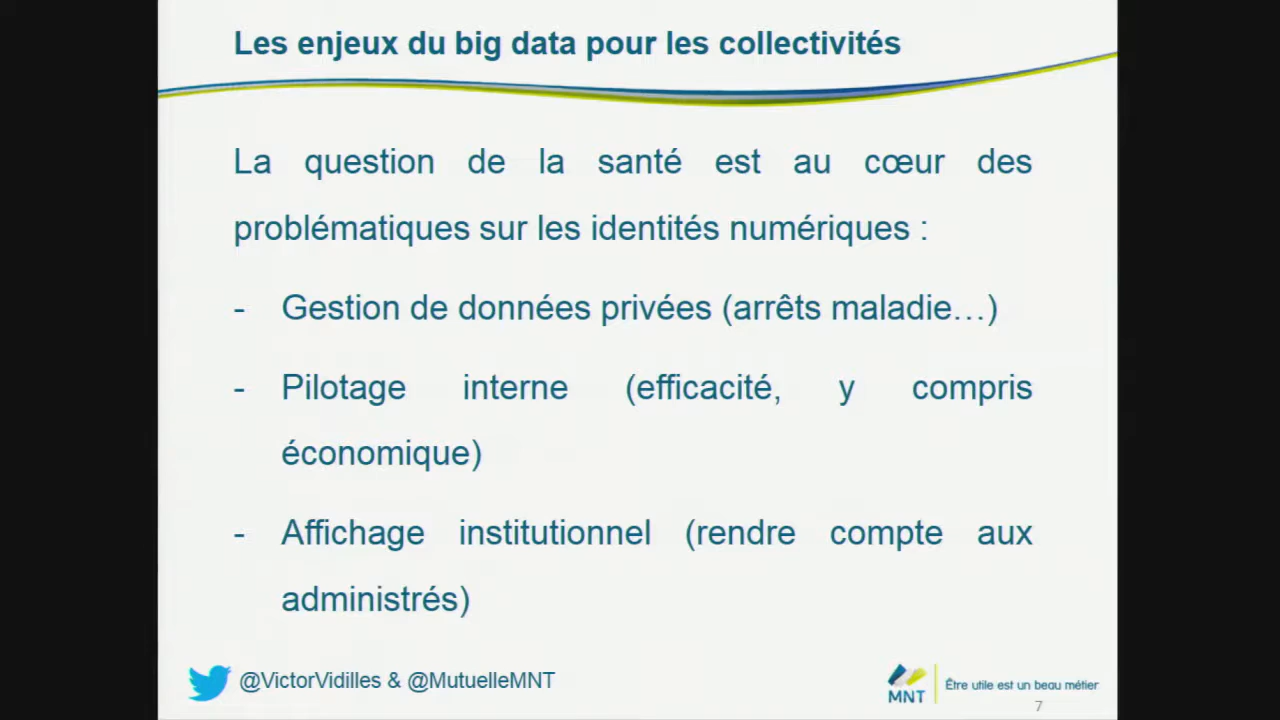 Les enjeux du big data pour les collectivités
La question de la santé est au cœur des
problématiques sur les identités numériques :
- Gestion de données privées (arrêts maladie…)
- Pilotage interne (efficacité, y compris
économique)
- Affichage institutionnel (rendre compte aux
administrés)
@VictorVidilles & @MutuelleMNT
MNT
Être utile est un beau métier
7